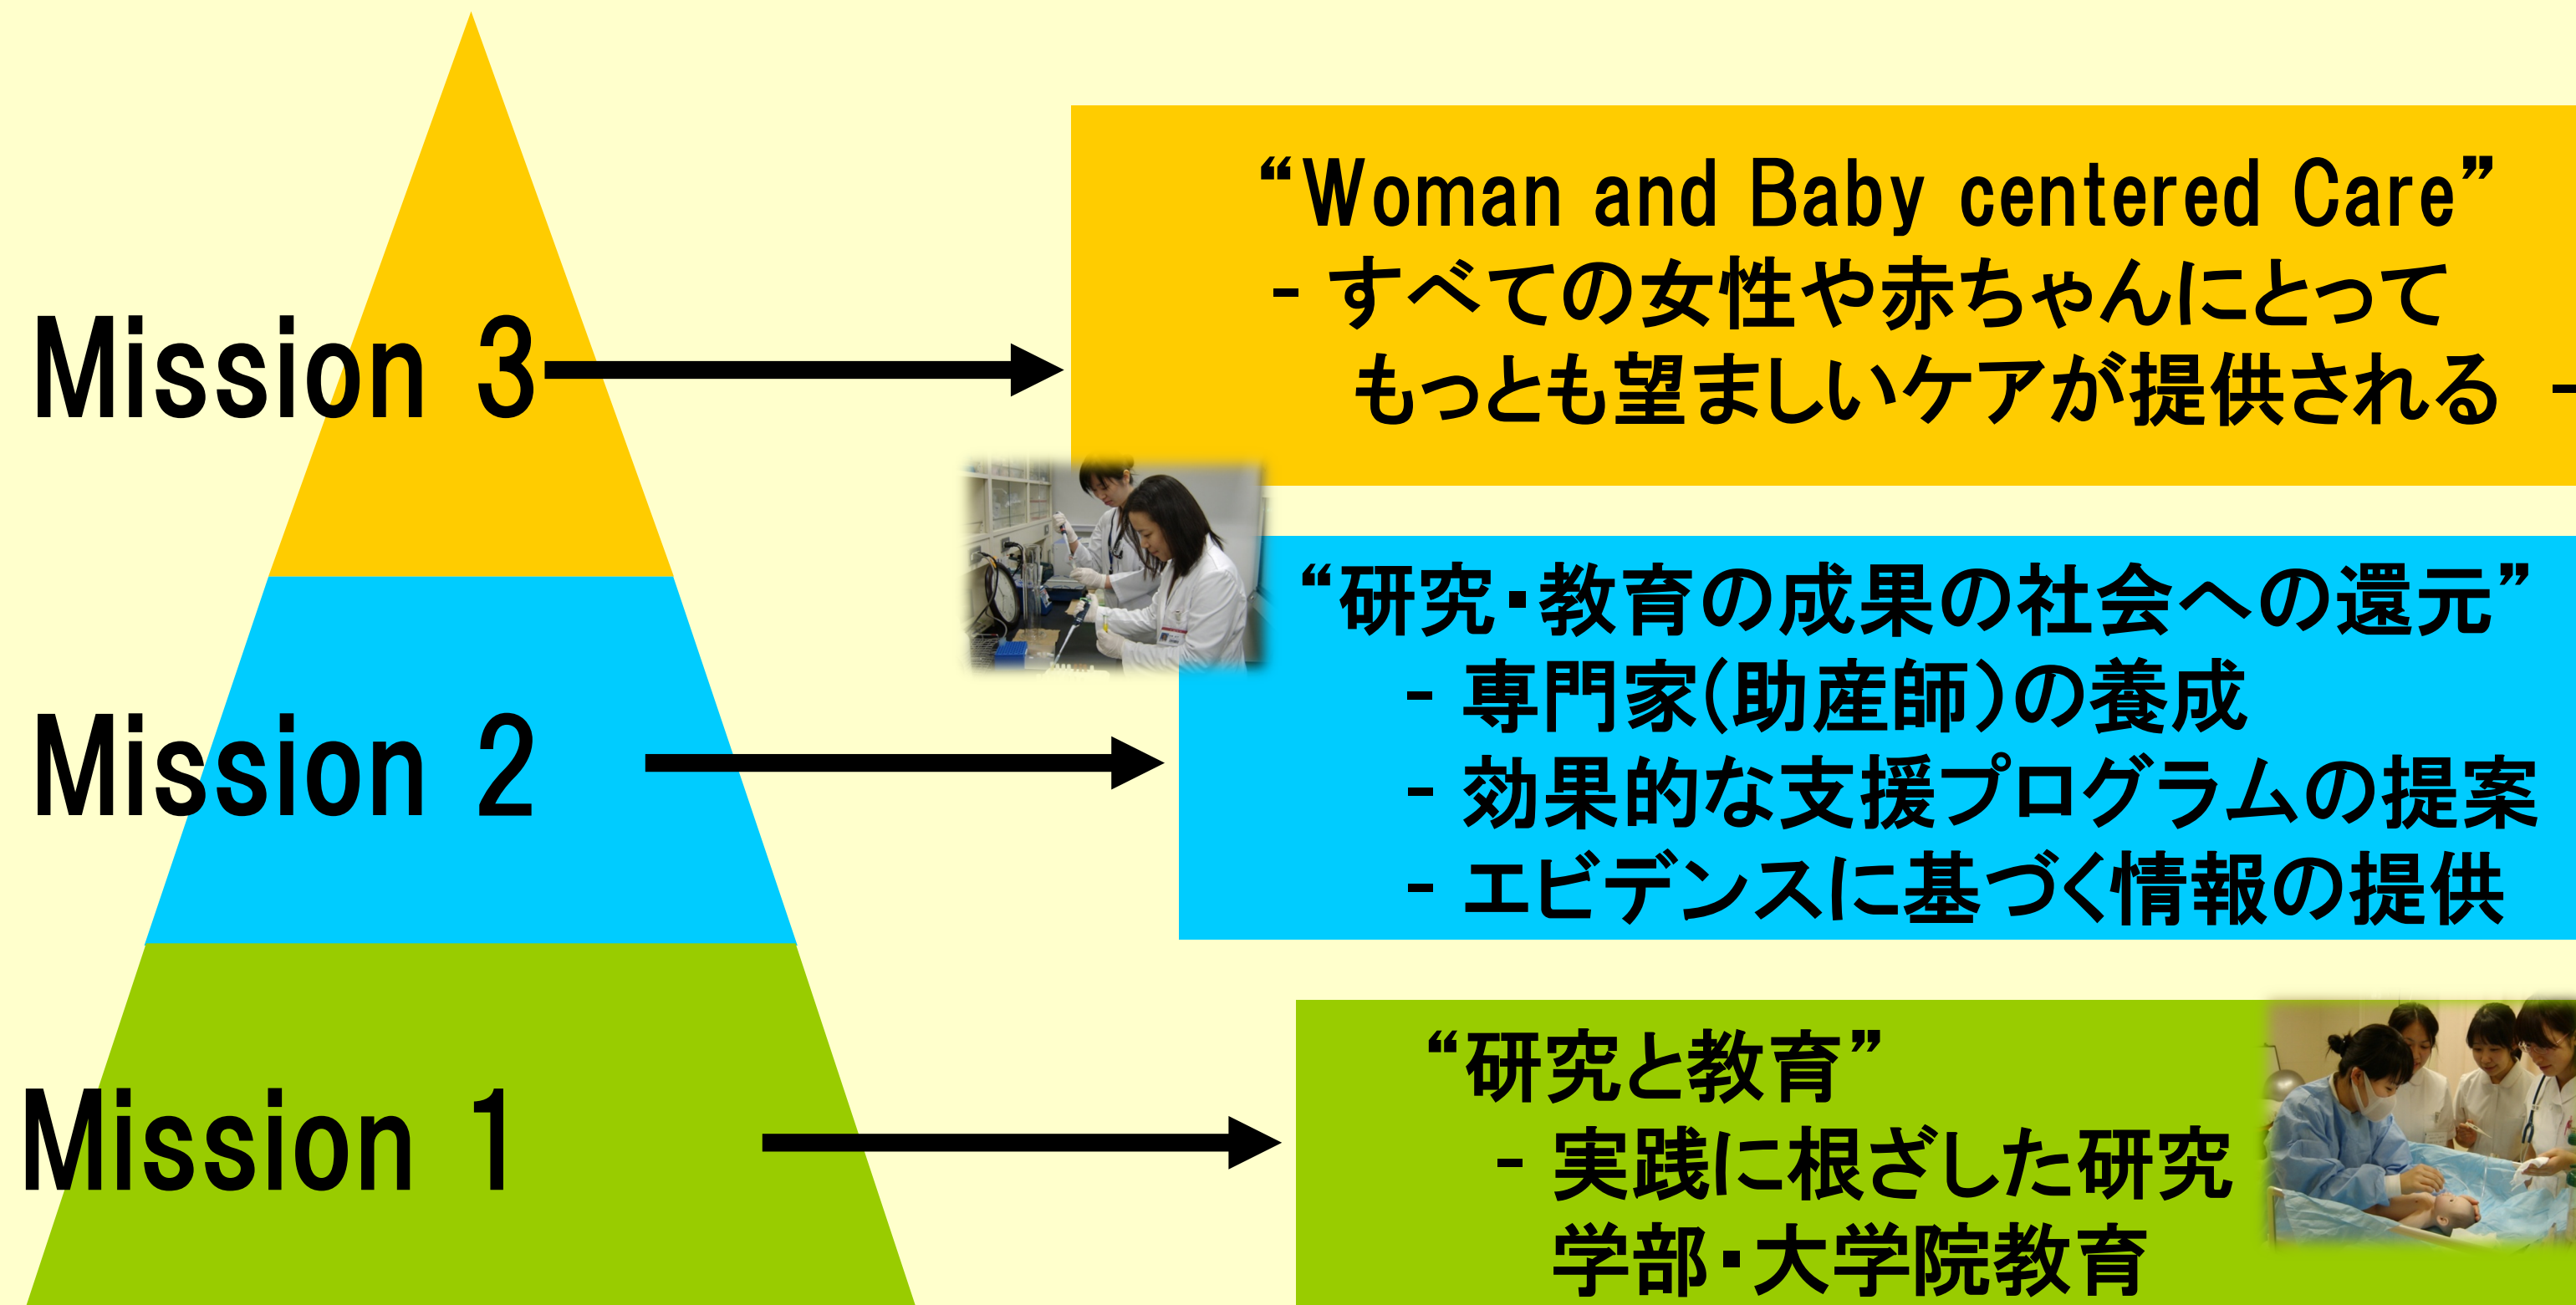 Mission 3
“Woman and Baby centered Care”
- すべての女性や赤ちゃんにとって
もっとも望ましいケアが提供される -
Mission 2
“研究・教育の成果の社会への還元”
- 専門家(助産師)の養成
- 効果的な支援プログラムの提案
- エビデンスに基づく情報の提供
Mission 1
“研究と教育”
- 実践に根ざした研究
学部・大学院教育